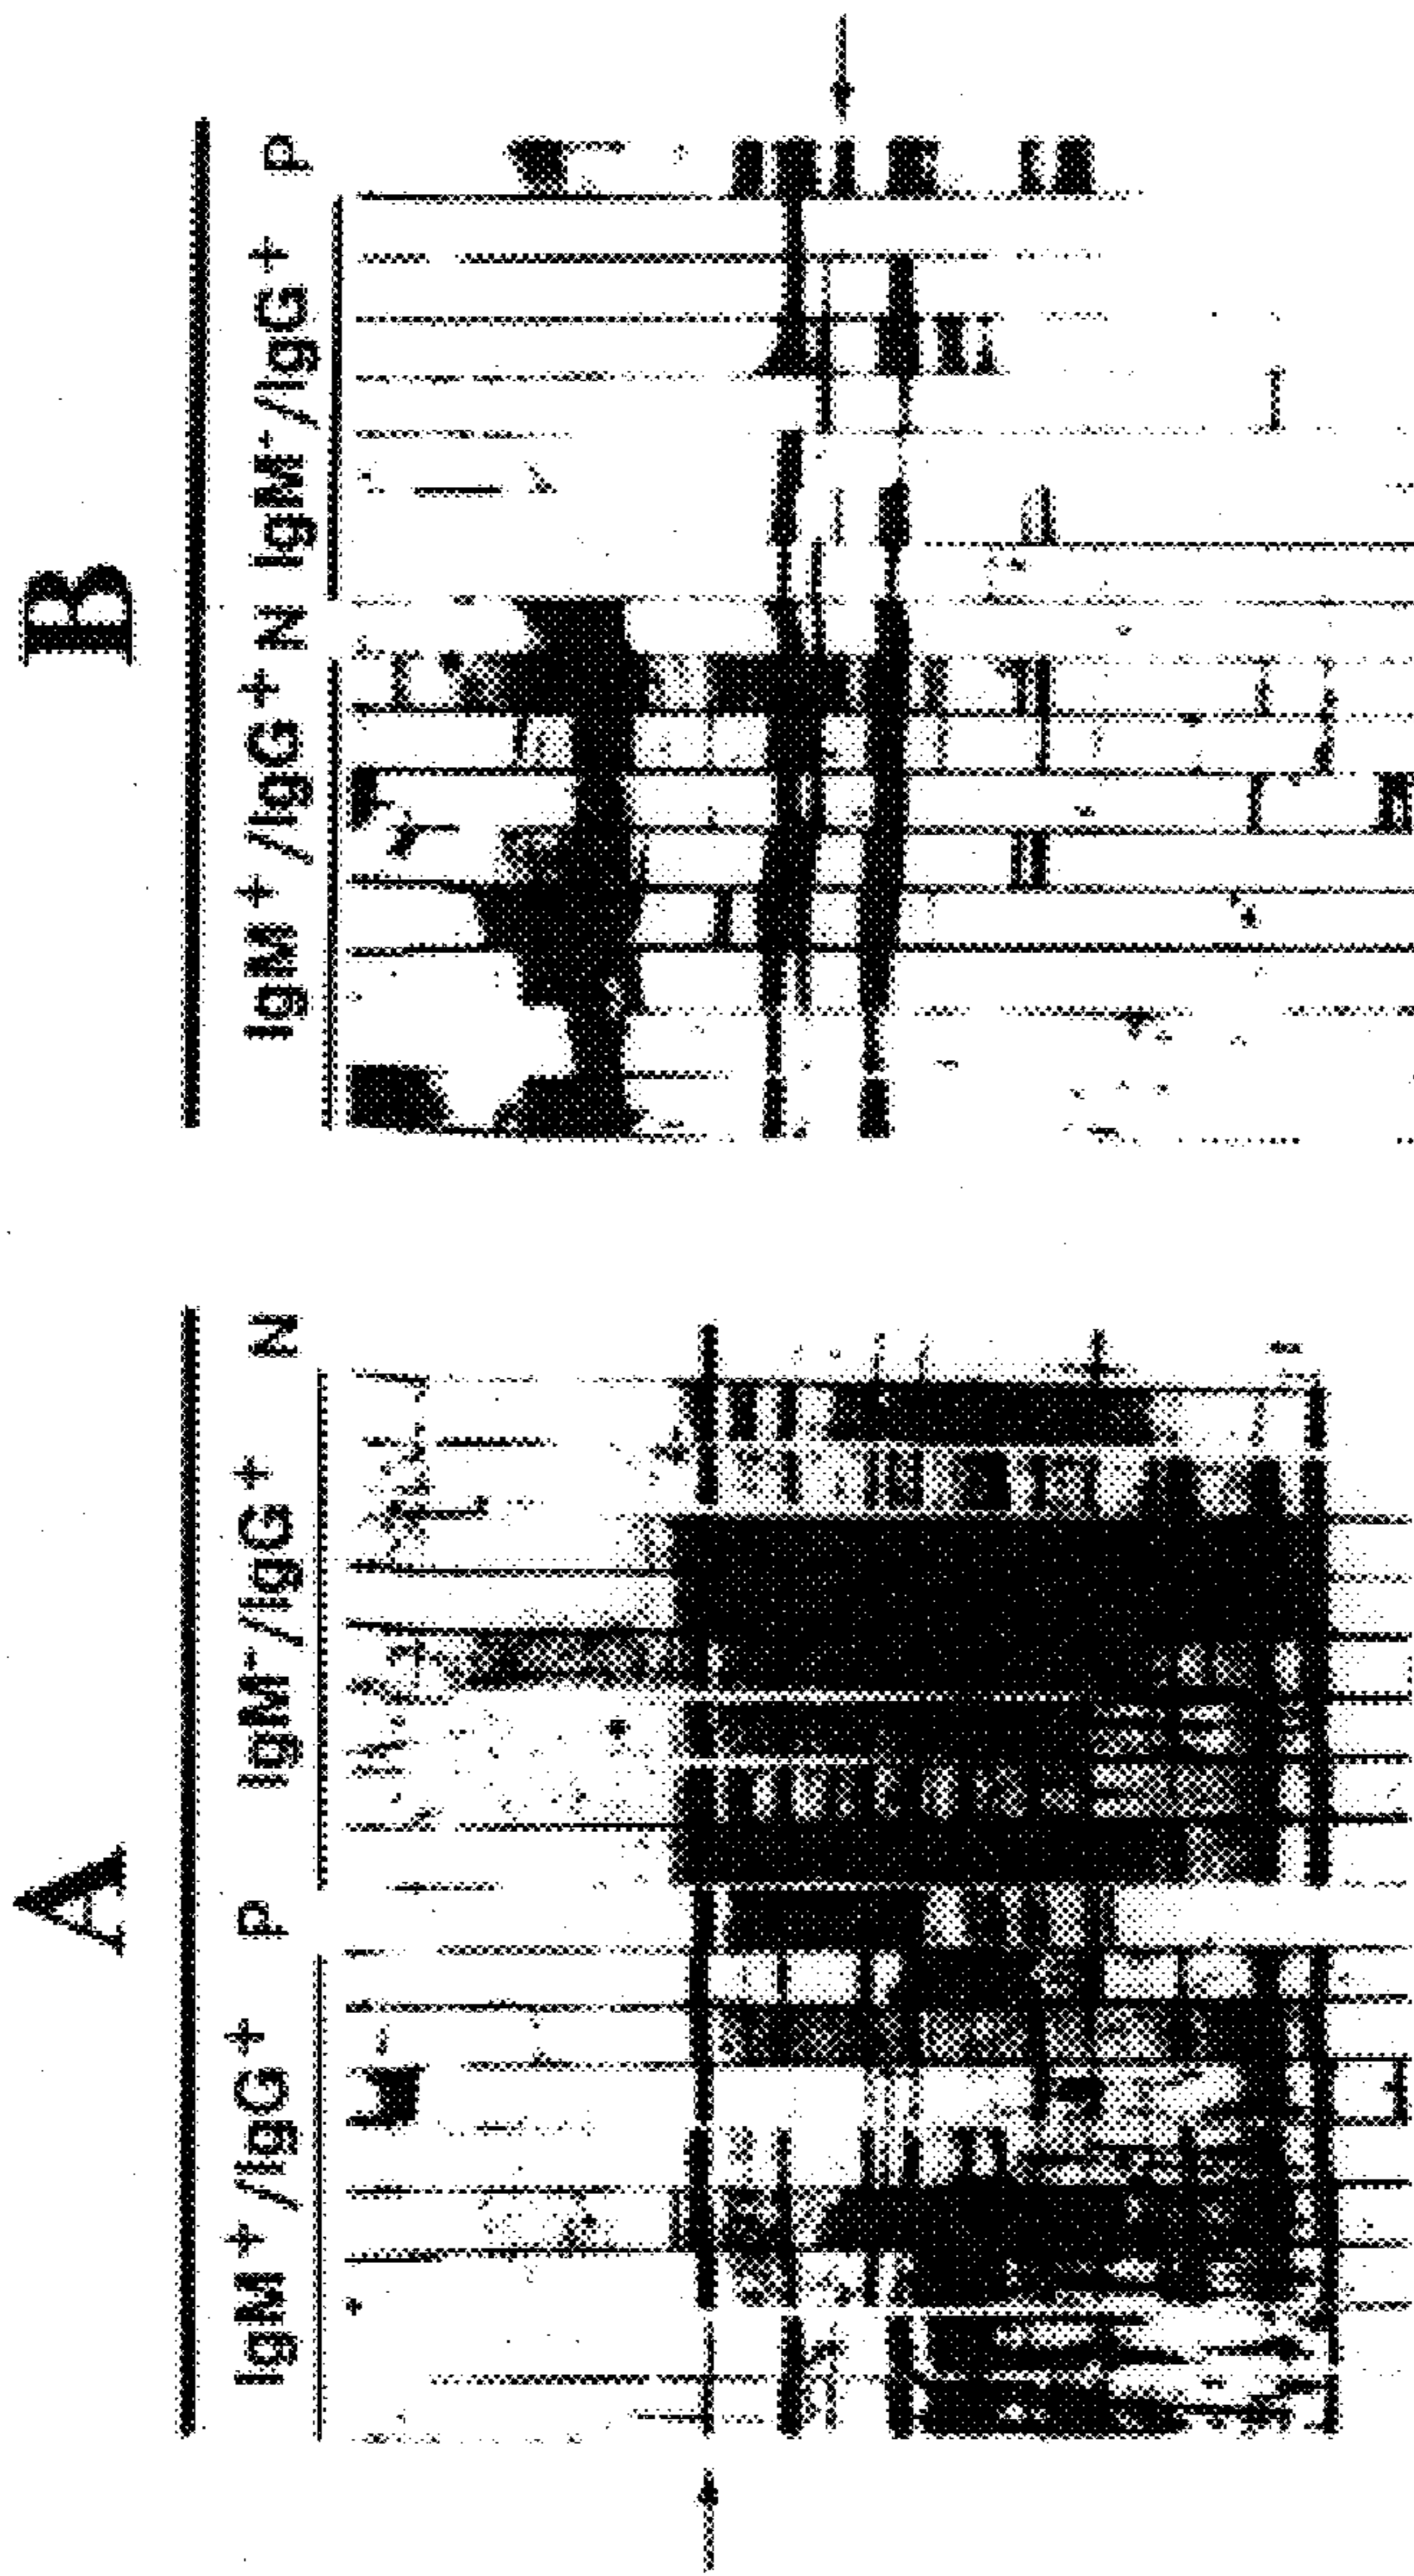 A
IgM⁺/IgG⁺ P IgM⁻/IgG⁺ N
B
IgM⁺/IgG⁺ N IgM⁻/IgG⁺ P